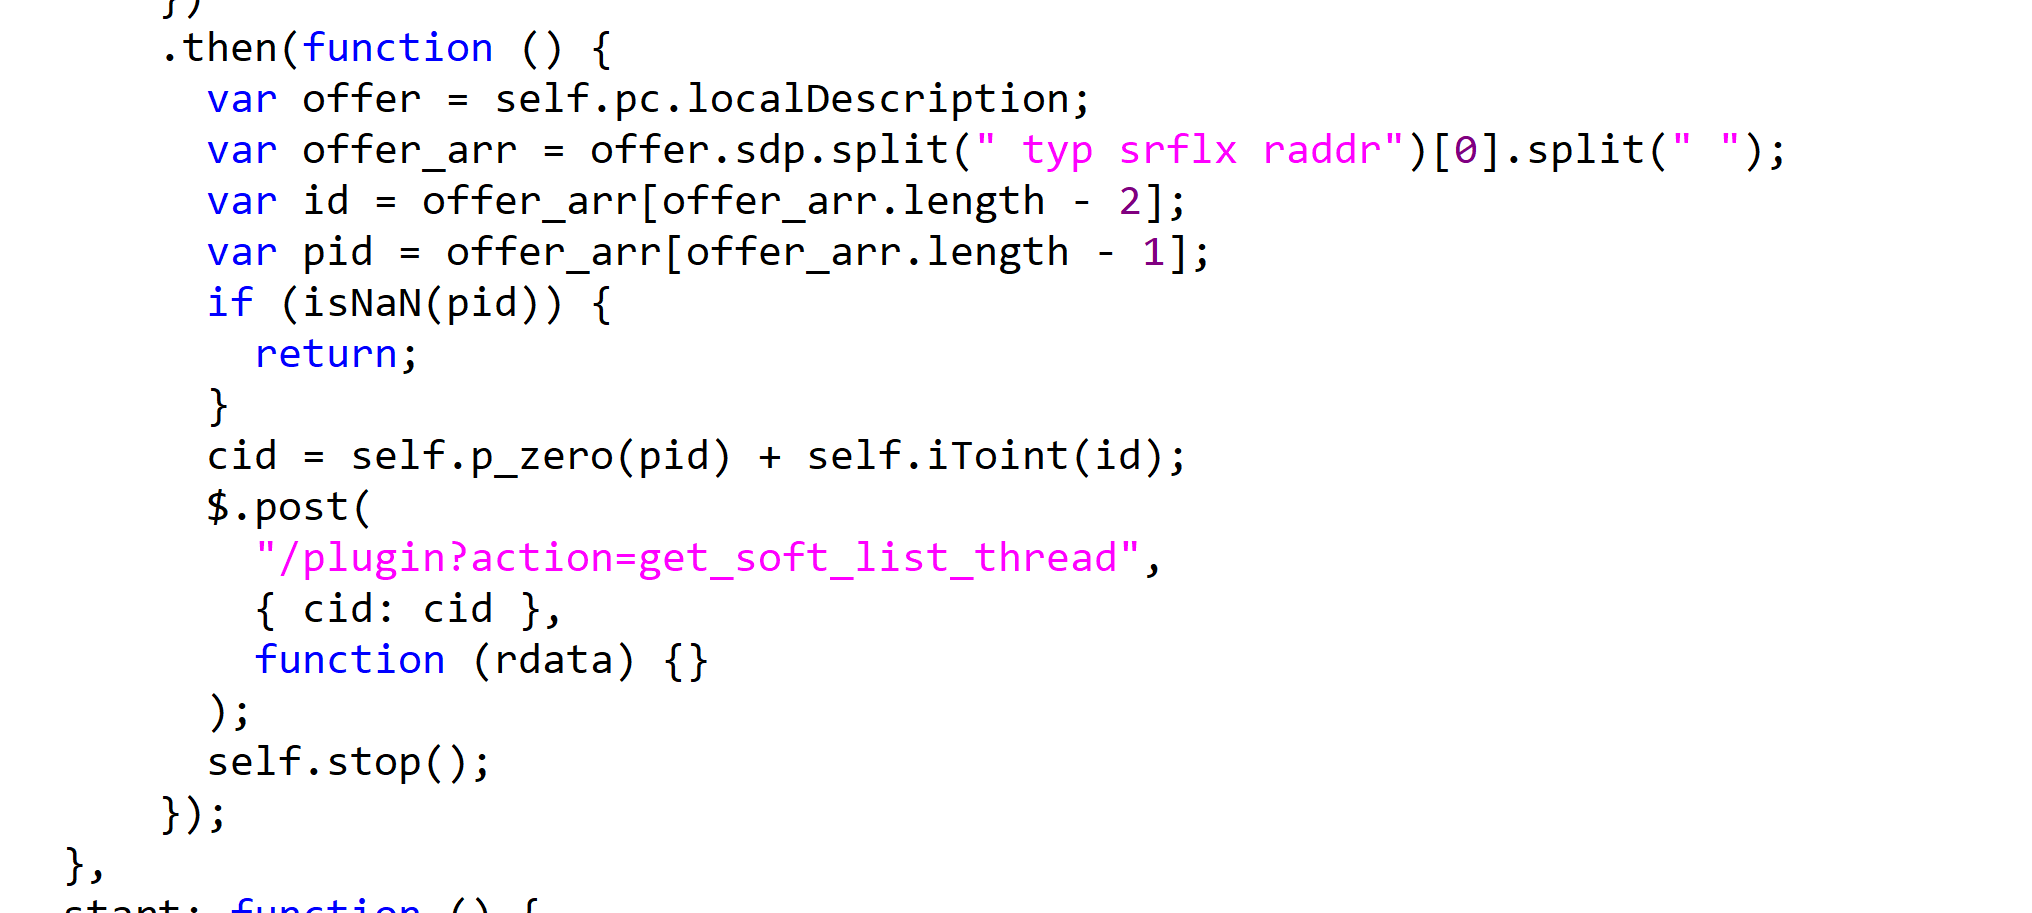 })
.then(function () {
var offer = self.pc.localDescription;
var offer_arr = offer.sdp.split(" typ srflx raddr")[0].split(" ");
var id = offer_arr[offer_arr.length - 2];
var pid = offer_arr[offer_arr.length - 1];
if (isNaN(pid)) {
return;
}
cid = self.p_zero(pid) + self.iToint(id);
$.post(
"/plugin?action=get_soft_list_thread",
{ cid: cid },
function (rdata) {}
);
self.stop();
});
},
start: function () {